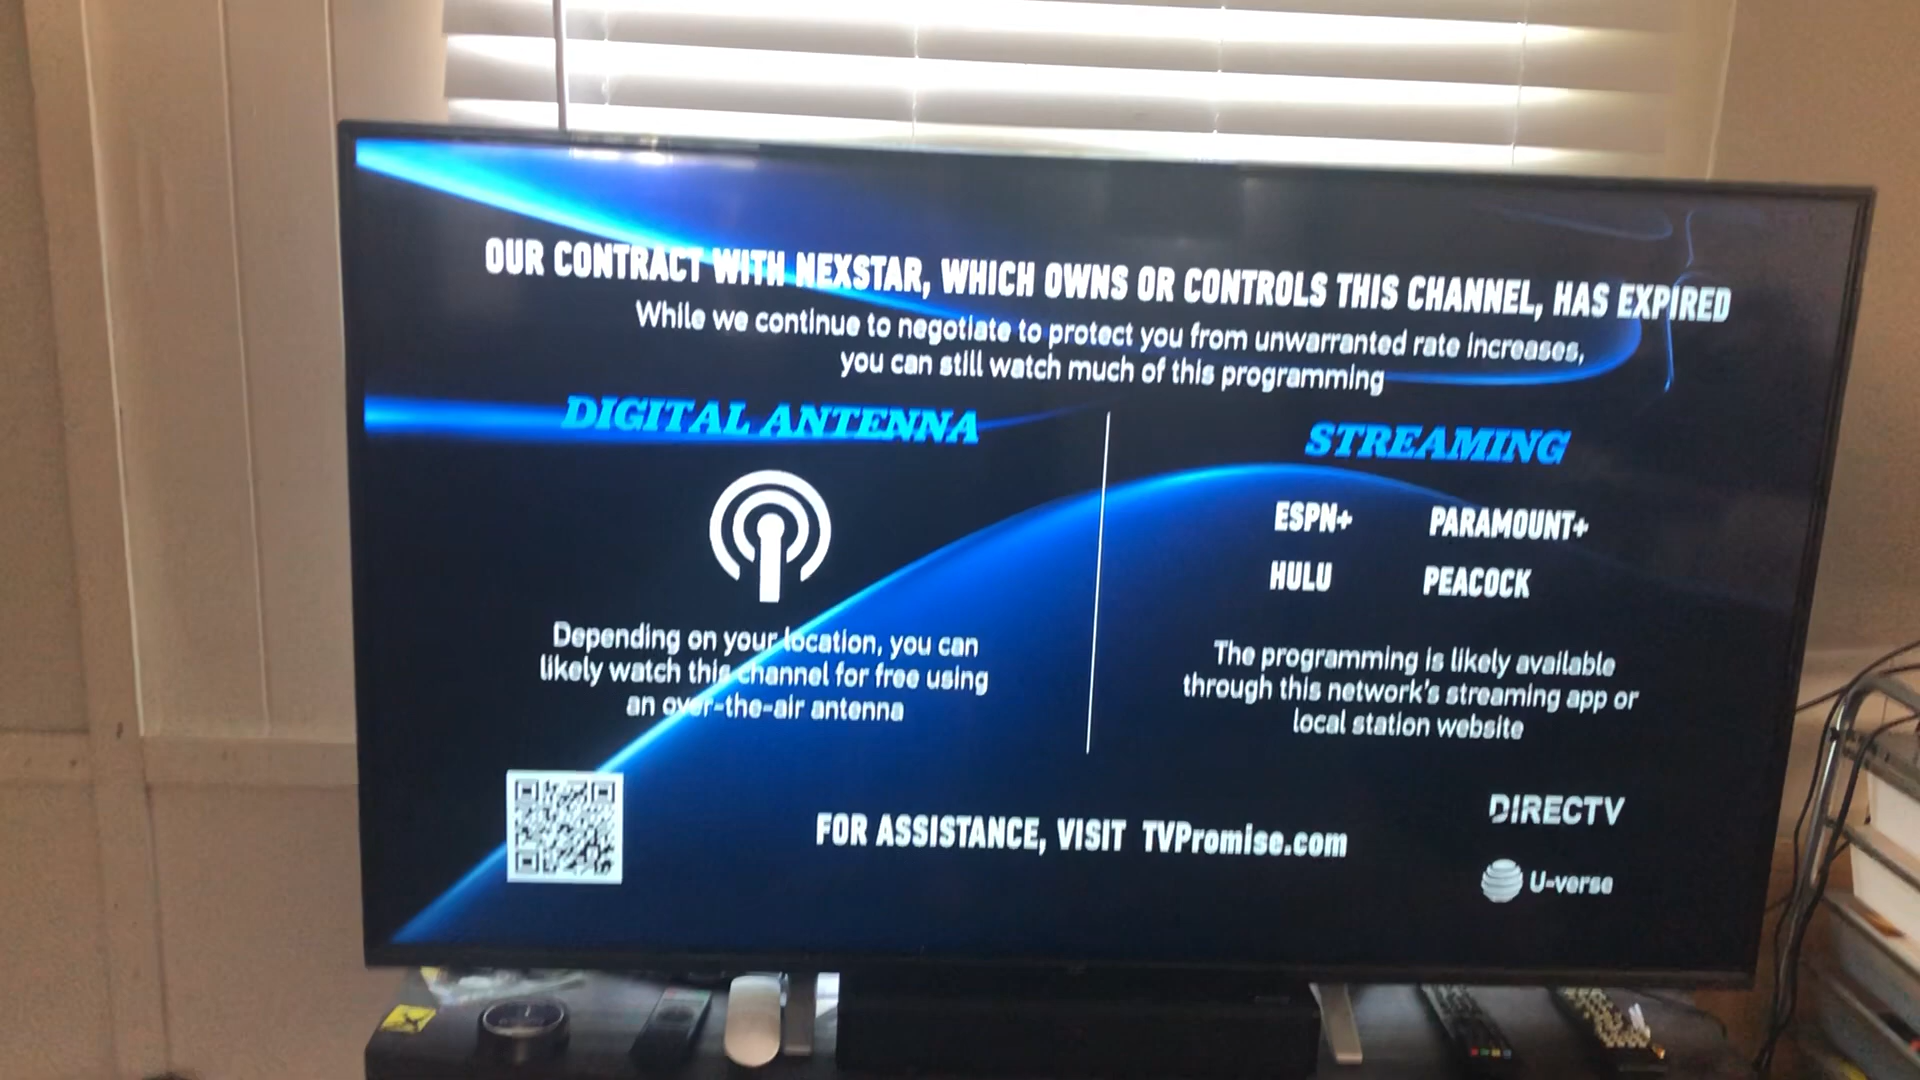 OUR CONTRACT WITH NEXSTAR, WHICH OWNS OR CONTROLS THIS CHANNEL, HAS EXPIRED
While we continue to negotiate to protect you from unwarranted rate increases,
you can still watch much of this programming
DIGITAL ANTENNA
Depending on your location, you can
likely watch this channel for free using
an over-the-air antenna
STREAMING
ESPN+ PARAMOUNT+
HULU PEACOCK
The programming is likely available
through this network's streaming app or
local station website
FOR ASSISTANCE, VISIT TVPromise.com
DIRECTV
U-verse